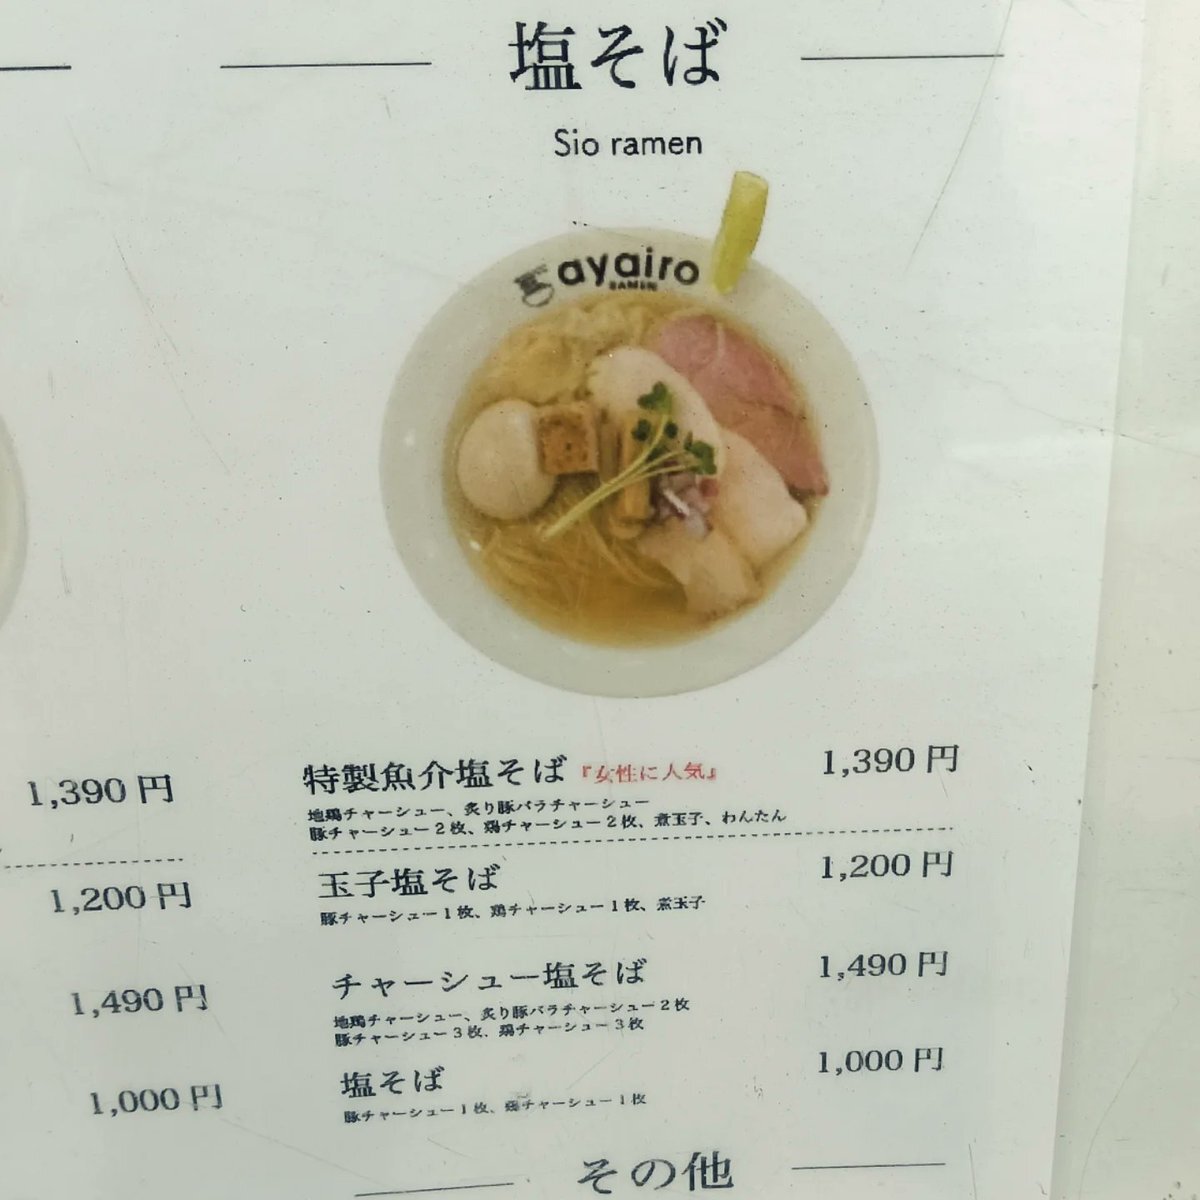 塩そば
Sio ramen
ayairo
RAMEN
1,390 円
1,200 円
1,490 円
1,000 円
特製魚介塩そば『女性に人気』 1,390 円
地鶏チャーシュー、炙り豚バラチャーシュー
豚チャーシュー2枚、鶏チャーシュー2枚、煮玉子、わんたん
玉子塩そば 1,200 円
豚チャーシュー1枚、鶏チャーシュー1枚、煮玉子
チャーシュー塩そば 1,490 円
地鶏チャーシュー、炙り豚バラチャーシュー2枚
豚チャーシュー3枚、鶏チャーシュー3枚
塩そば 1,000 円
豚チャーシュー1枚、鶏チャーシュー1枚
その他